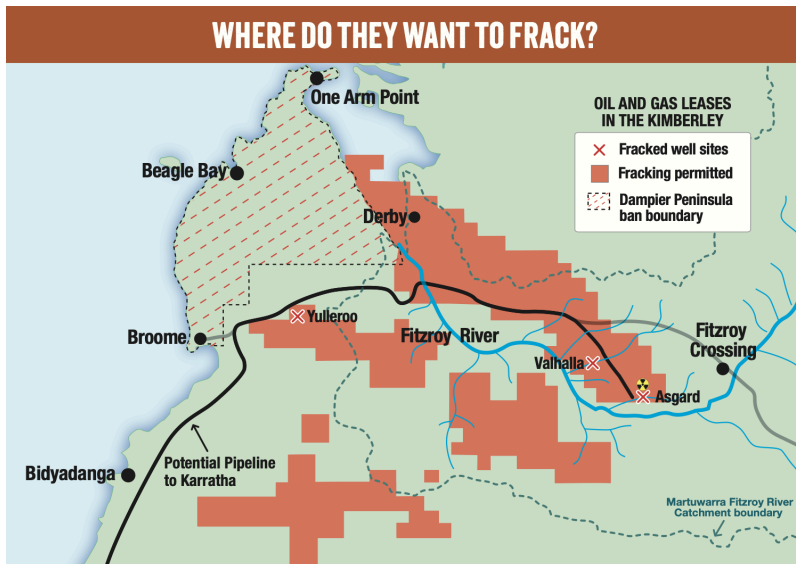 WHERE DO THEY WANT TO FRACK?
One Arm Point
OIL AND GAS LEASES
IN THE KIMBERLEY
Fracked well sites
Fracking permitted
Dampier Peninsula
ban boundary
Beagle Bay
Derby
Yulleroo
Broome
Fitzroy River
Fitzroy
Crossing
Valhalla
Asgard
Potential Pipeline
to Karratha
Bidyadanga
Martuwarra Fitzroy River
Catchment boundary